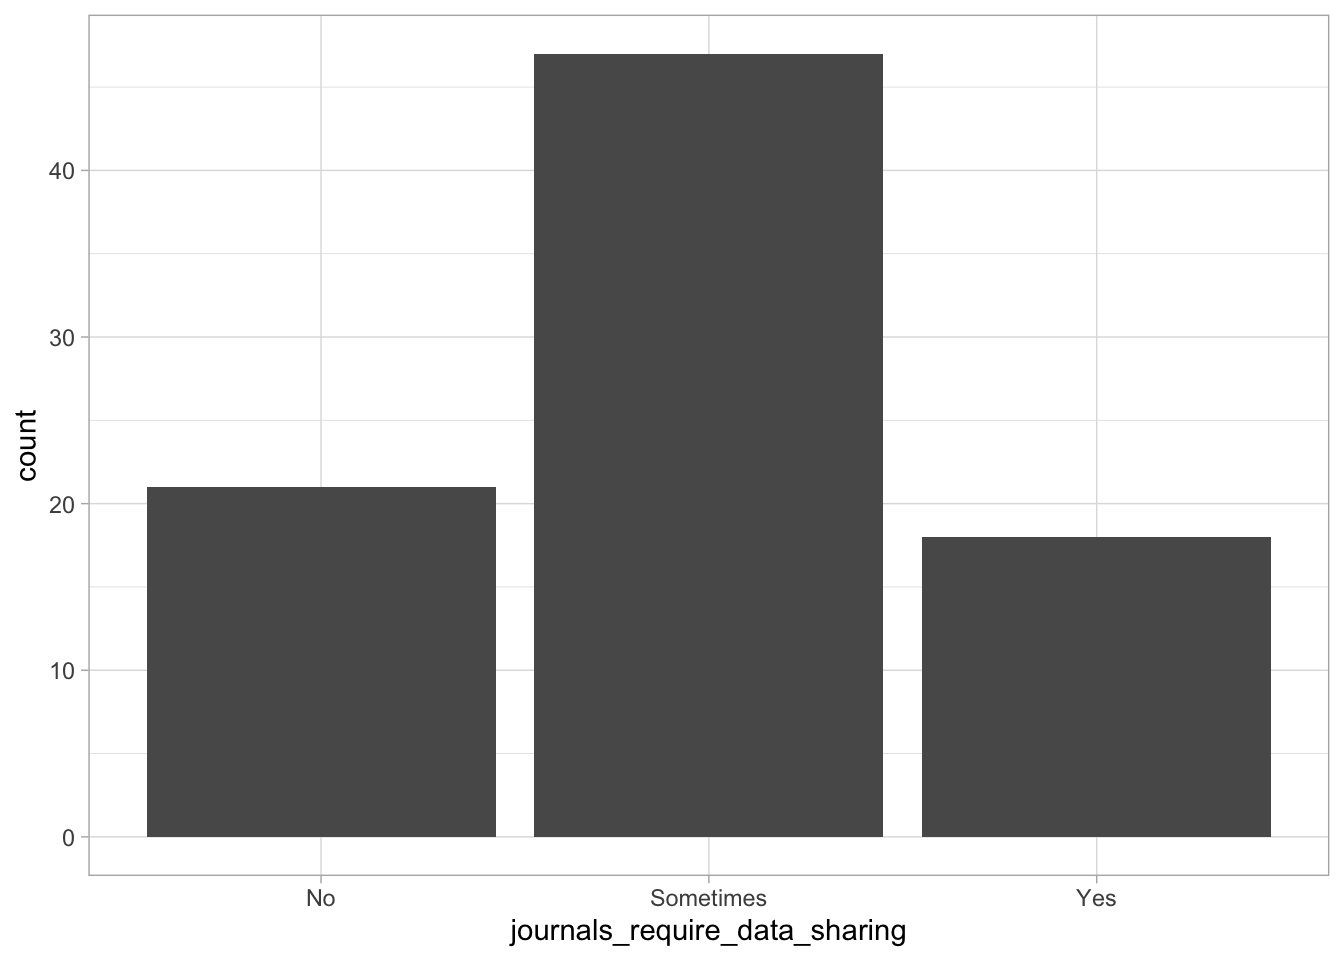 count
40
30
20
10
0
No
Sometimes
Yes
journals_require_data_sharing